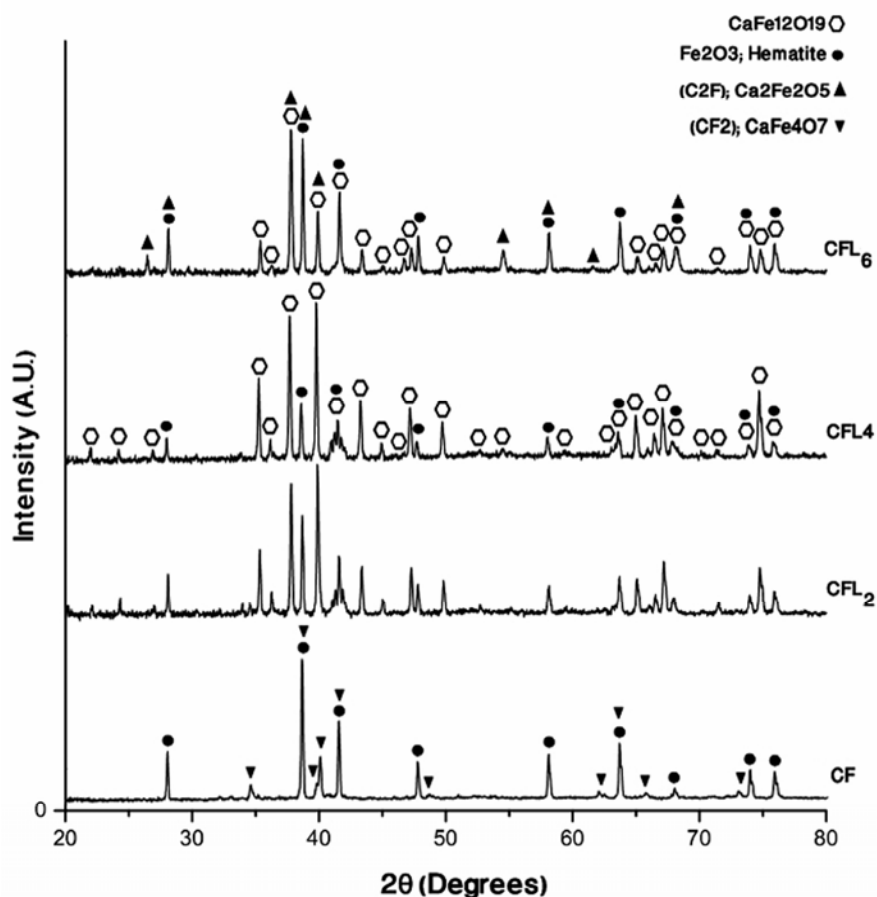 CaFe12O19
Fe2O3; Hematite
(C2F); Ca2Fe2O5
(CF2); CaFe4O7
CFL6
CFL4
CFL2
CF
Intensity (A.U.)
0
20 30 40 50 60 70 80
2θ (Degrees)